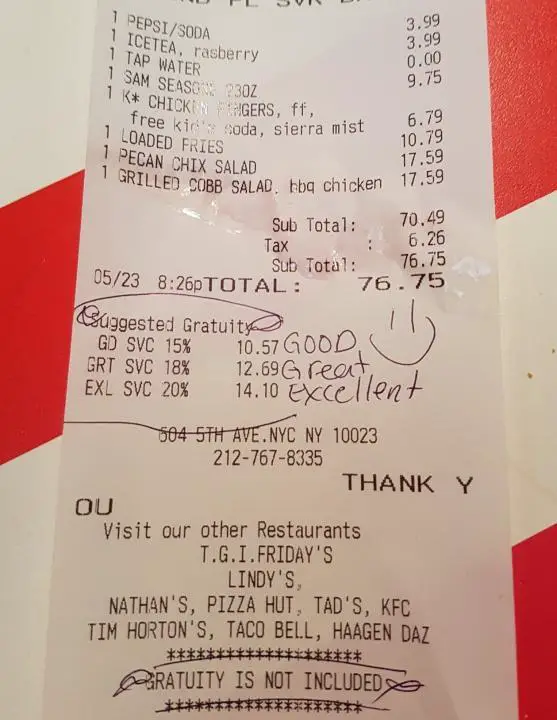 1 PEPSI/SODA 3.99
1 ICETEA, rasberry 3.99
1 TAP WATER 0.00
1 SAM SEASONS 23OZ 9.75
1 K* CHICKEN FINGERS, ff,
free kid's soda, sierra mist 6.79
1 LOADED FRIES 10.79
1 PECAN CHIX SALAD 17.59
1 GRILLED COBB SALAD. bbq chicken 17.59
Sub Total: 70.49
Tax : 6.26
Sub Total: 76.75
05/23 8:26pTOTAL: 76.75
Suggested Gratuity
GD SVC 15% 10.57 GOOD
GRT SVC 18% 12.69 Great
EXL SVC 20% 14.10 Excellent
604 5TH AVE.NYC NY 10023
212-767-8335
THANK Y
OU
Visit our other Restaurants
T.G.I.FRIDAY'S
LINDY'S,
NATHAN'S, PIZZA HUT, TAD'S, KFC
TIM HORTON'S, TACO BELL, HAAGEN DAZ
*******************
GRATUITY IS NOT INCLUDED
*******************